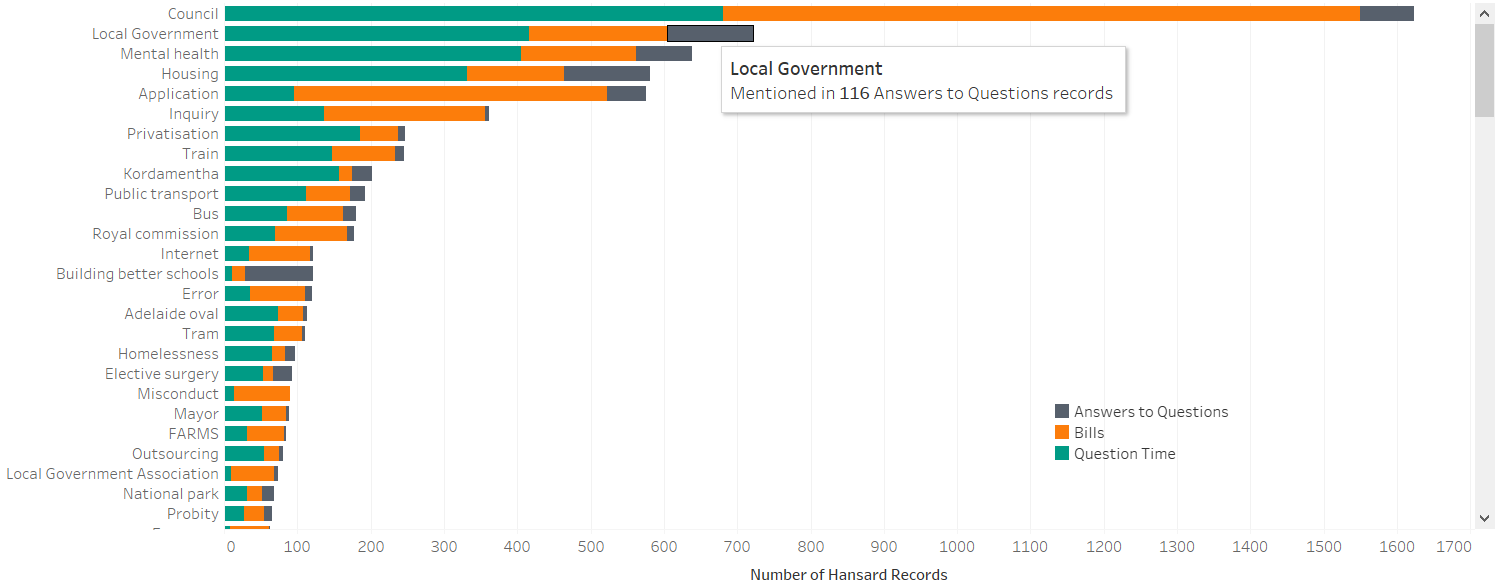 Council
Local Government
Mental health
Housing
Application
Inquiry
Privatisation
Train
Kordamentha
Public transport
Bus
Royal commission
Internet
Building better schools
Error
Adelaide oval
Tram
Homelessness
Elective surgery
Misconduct
Mayor
FARMS
Outsourcing
Local Government Association
National park
Probity
Local Government
Mentioned in 116 Answers to Questions records
Answers to Questions
Bills
Question Time
0 100 200 300 400 500 600 700 800 900 1000 1100 1200 1300 1400 1500 1600 1700
Number of Hansard Records